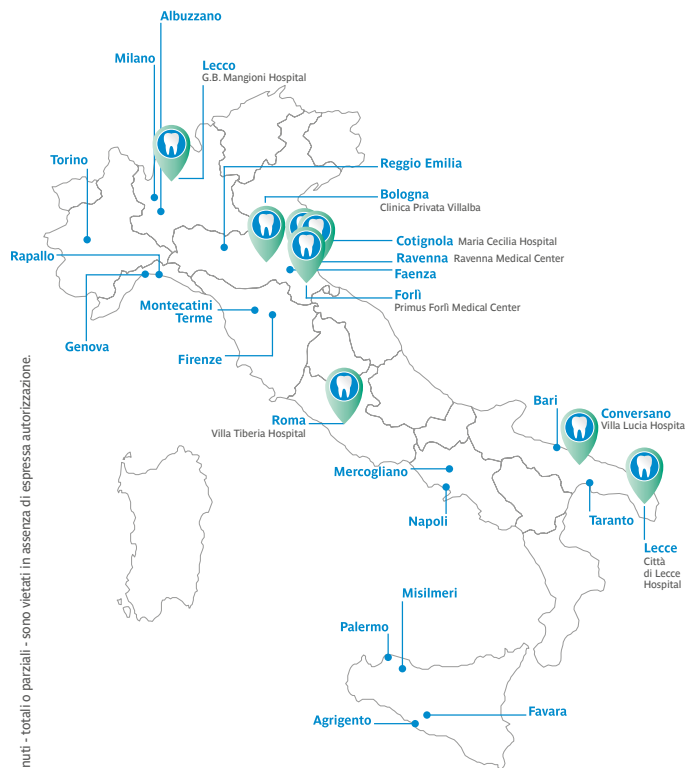 Albuzzano
Milano
Lecco
G.B. Mangioni Hospital
Torino
Reggio Emilia
Bologna
Clinica Privata Villalba
Cotignola Maria Cecilia Hospital
Ravenna Ravenna Medical Center
Faenza
Rapallo
Forlì
Primus Forlì Medical Center
Montecatini
Terme
Genova
Firenze
Roma
Villa Tiberia Hospital
Bari
Conversano
Villa Lucia Hospita
Mercogliano
Napoli
Taranto
Lecce
Città
di Lecce
Hospital
Misilmeri
Palermo
Favara
Agrigento
nuti - totali o parziali - sono vietati in assenza di espressa autorizzazione.